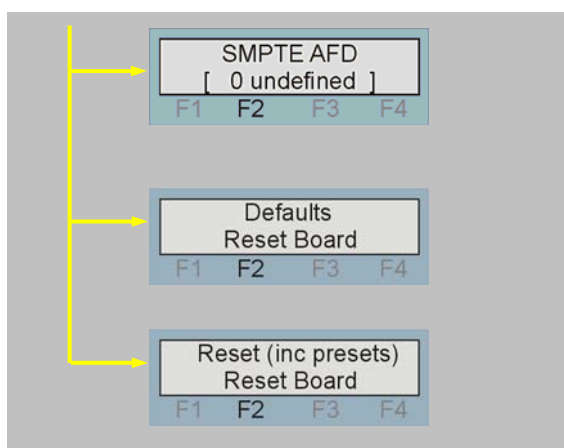 SMPTE AFD
[ 0 undefined ]
F1 F2 F3 F4
Defaults
Reset Board
F1 F2 F3 F4
Reset (inc presets)
Reset Board
F1 F2 F3 F4